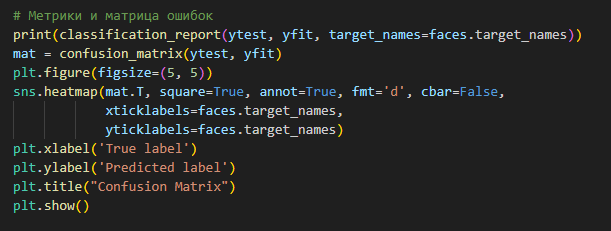 # Метрики и матрица ошибок
print(classification_report(ytest, yfit, target_names=faces.target_names))
mat = confusion_matrix(ytest, yfit)
plt.figure(figsize=(5, 5))
sns.heatmap(mat.T, square=True, annot=True, fmt='d', cbar=False,
            xticklabels=faces.target_names,
            yticklabels=faces.target_names)
plt.xlabel('True label')
plt.ylabel('Predicted label')
plt.title("Confusion Matrix")
plt.show()